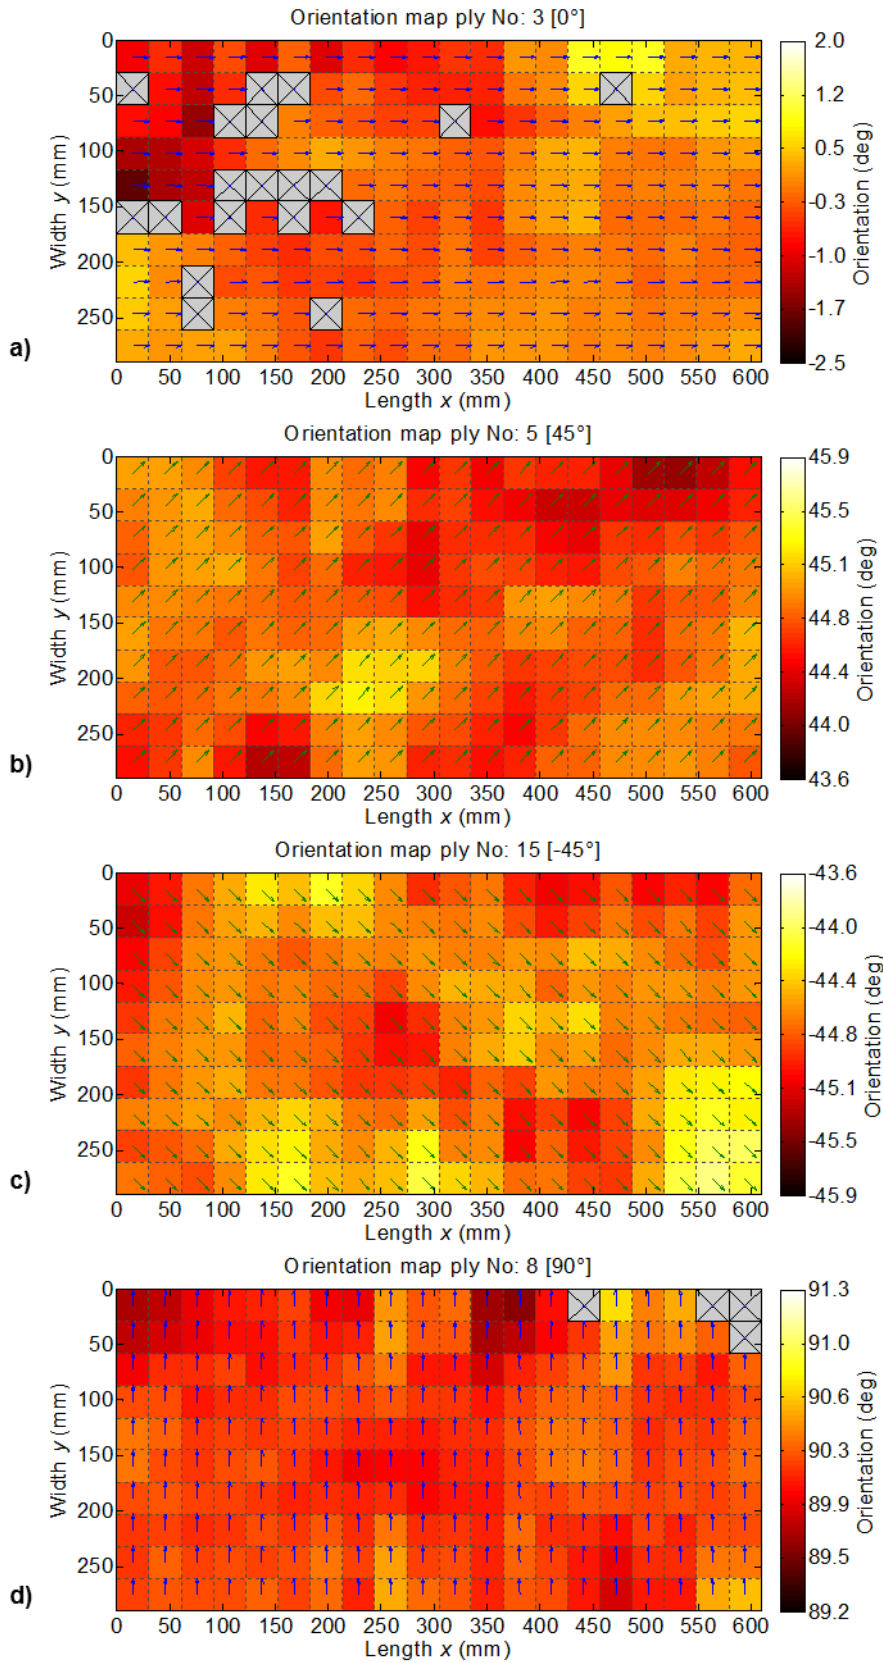 Orientation map ply No: 3 [0°]
0
50
100
150
200
250
Width y (mm)
0 50 100 150 200 250 300 350 400 450 500 550 600
Length x (mm)
2.0
1.2
0.5
-0.3
-1.0
-1.7
-2.5
Orientation (deg)
a)
Orientation map ply No: 5 [45°]
0
50
100
150
200
250
Width y (mm)
0 50 100 150 200 250 300 350 400 450 500 550 600
Length x (mm)
45.9
45.5
45.1
44.8
44.4
44.0
43.6
Orientation (deg)
b)
Orientation map ply No: 15 [-45°]
0
50
100
150
200
250
Width y (mm)
0 50 100 150 200 250 300 350 400 450 500 550 600
Length x (mm)
-43.6
-44.0
-44.4
-44.8
-45.1
-45.5
-45.9
Orientation (deg)
c)
Orientation map ply No: 8 [90°]
0
50
100
150
200
250
Width y (mm)
0 50 100 150 200 250 300 350 400 450 500 550 600
Length x (mm)
91.3
91.0
90.6
90.3
89.9
89.5
89.2
Orientation (deg)
d)